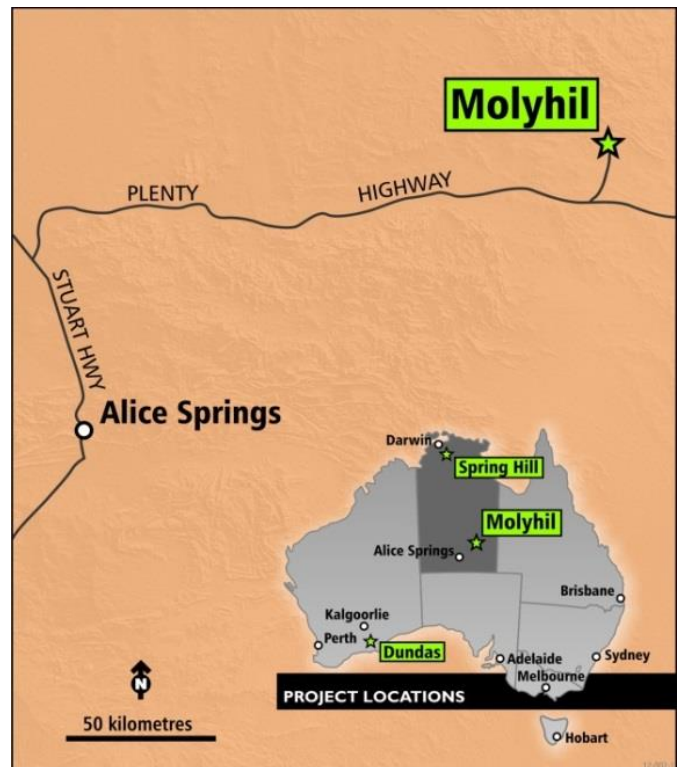 Molyhil
PLENTY
HIGHWAY
STUART HWY
Alice Springs
Darwin
Spring Hill
Molyhil
Alice Springs
Brisbane
Kalgoorlie
Perth
Dundas
Adelaide
Sydney
Melbourne
PROJECT LOCATIONS
Hobart
N
50 kilometres